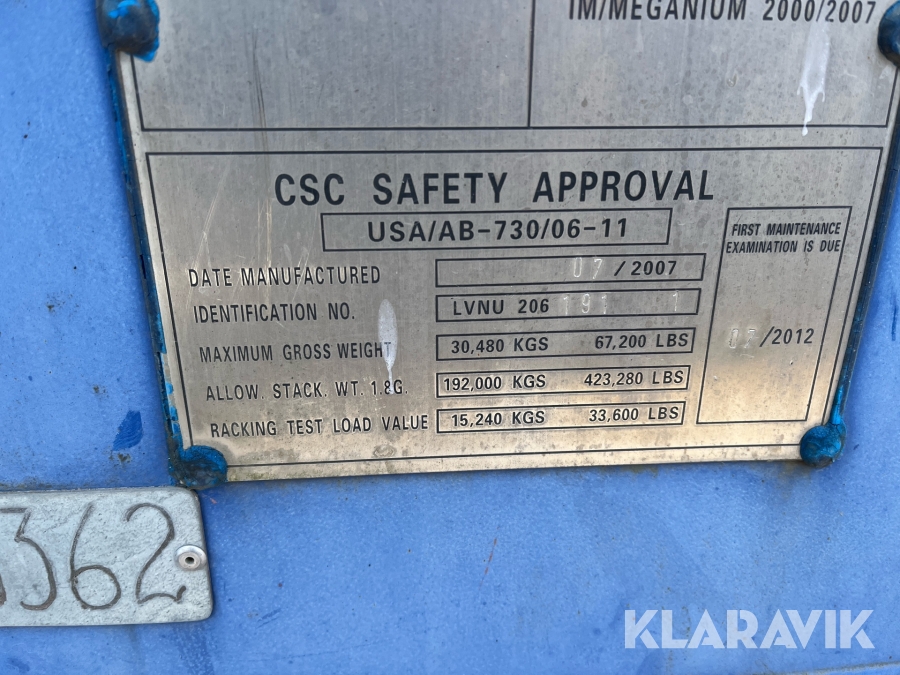 IM/MEGANIUM 2000/2007
CSC SAFETY APPROVAL
USA/AB-730/06-11
DATE MANUFACTURED 07/2007
IDENTIFICATION NO. LVNU 206 191 1
MAXIMUM GROSS WEIGHT 30,480 KGS 67,200 LBS
ALLOW. STACK. WT. 1.8G. 192,000 KGS 423,280 LBS
RACKING TEST LOAD VALUE 15,240 KGS 33,600 LBS
FIRST MAINTENANCE
EXAMINATION IS DUE
/2012
362
KLARAVIK